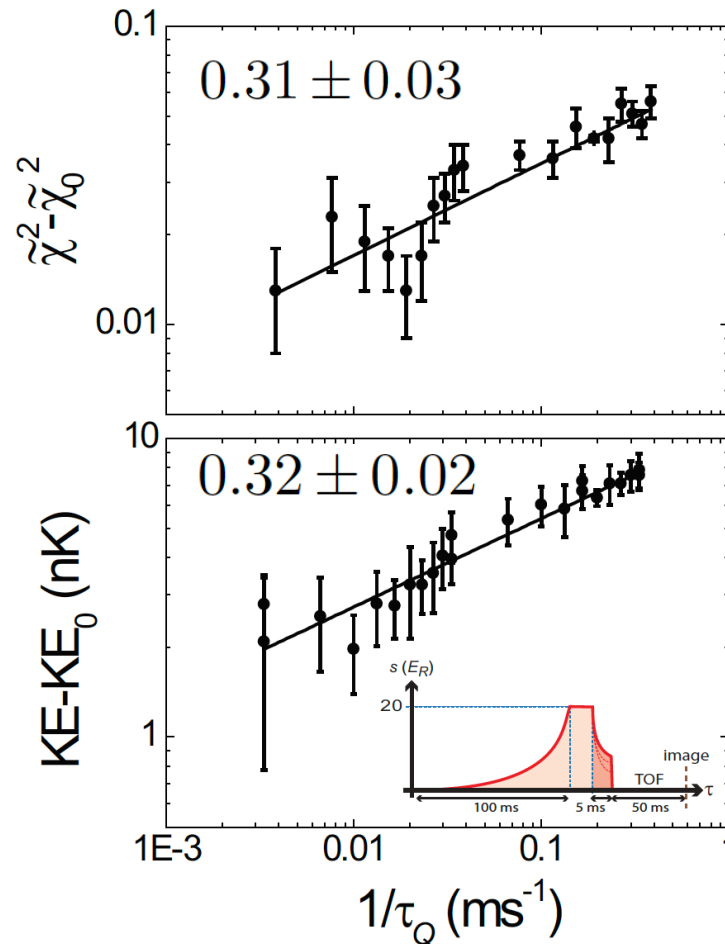 0.1
0.31 ± 0.03
χ̃²-χ̃₀²
0.01
10
0.32 ± 0.02
KE-KE₀ (nK)
s (E_R)
20
image
TOF
τ
100 ms
5 ms
50 ms
1
1E-3
0.01
0.1
1/τ_Q (ms⁻¹)